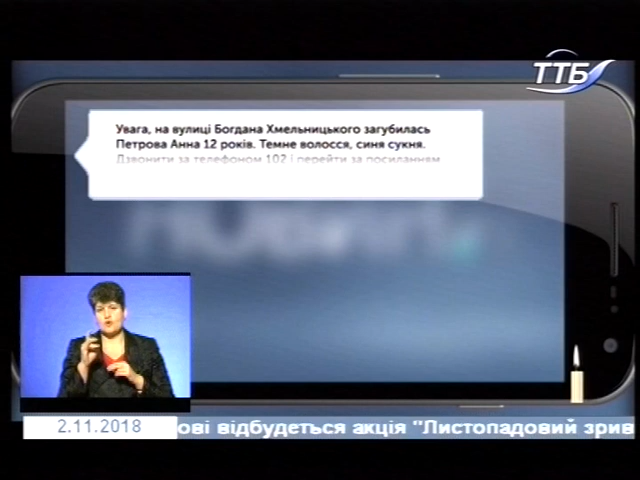 ТТБ
Увага, на вулиці Богдана Хмельницького загубилась
Петрова Анна 12 років. Темне волосся, синя сукня.
Дзвонити за телефоном 102 і перейти за посиланням
новини
2.11.2018
ові відбудеться акція "Листопадовий зрив